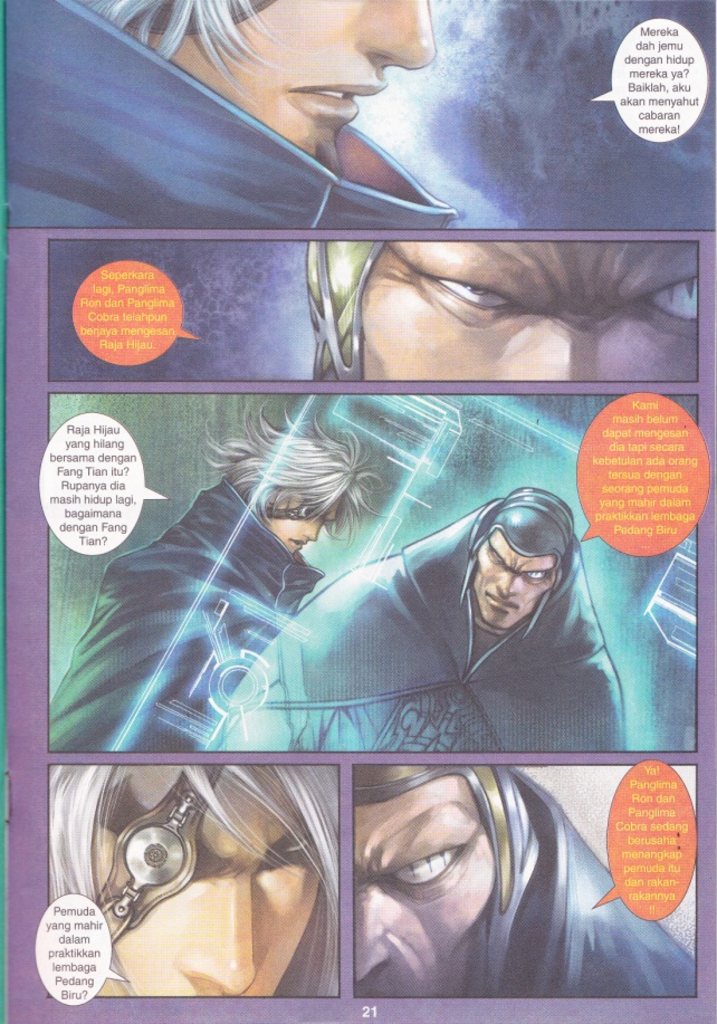 Mereka
dah jemu
dengan hidup
mereka ya?
Baiklah, aku
akan menyahut
cabaran
mereka!
Seperkara
lagi, Panglima
Ron dan Panglima
Cobra telahpun
berjaya mengesan
Raja Hijau.
Raja Hijau
yang hilang
bersama dengan
Fang Tian itu?
Rupanya dia
masih hidup lagi,
bagaimana
dengan Fang
Tian?
Kami
masih belum
dapat mengesan
dia tapi secara
kebetulan ada orang
tersua dengan
seorang pemuda
yang mahir dalam
praktikkan lembaga
Pedang Biru
Pemuda
yang mahir
dalam
praktikkan
lembaga
Pedang
Biru?
Ya!
Panglima
Ron dan
Panglima
Cobra sedang
berusaha
menangkap
pemuda itu
dan rakan-
rakannya
!!
21